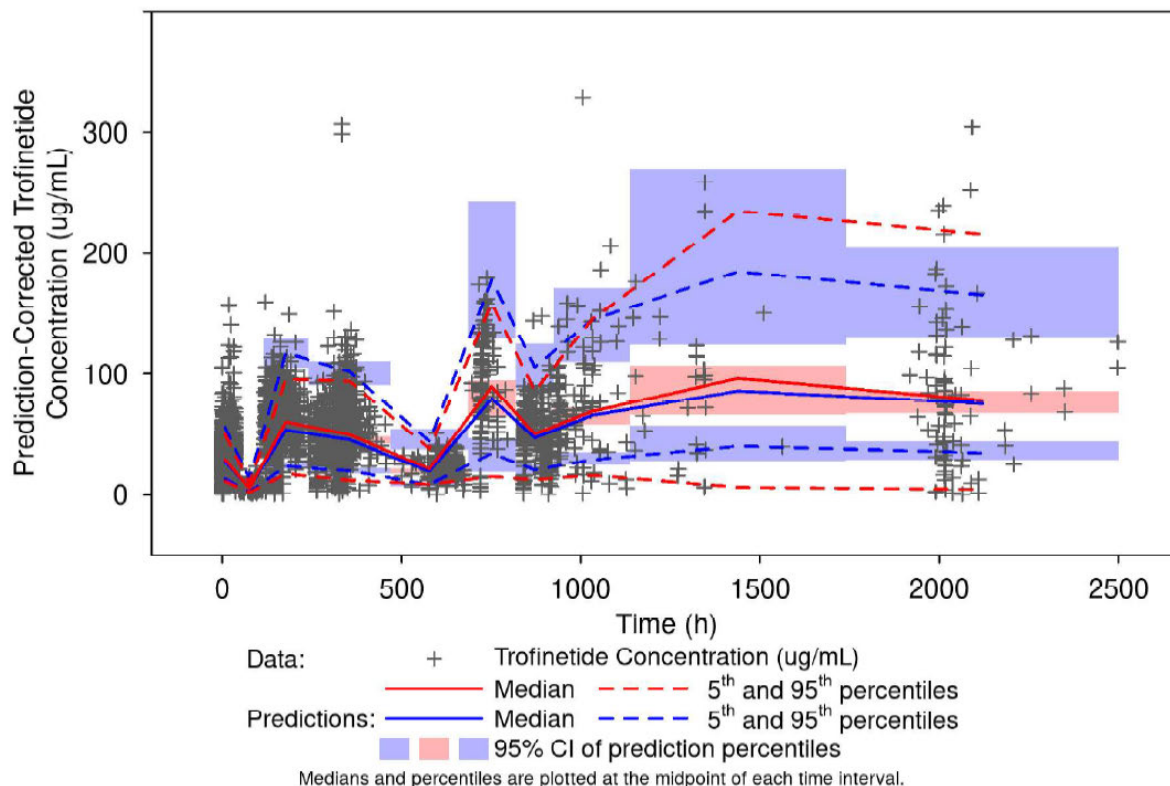 Prediction-Corrected Trofinetide
Concentration (ug/mL)
300
200
100
0
0 500 1000 1500 2000 2500
Time (h)
Data: + Trofinetide Concentration (ug/mL)
Median 5th and 95th percentiles
Predictions: Median 5th and 95th percentiles
95% CI of prediction percentiles
Medians and percentiles are plotted at the midpoint of each time interval.